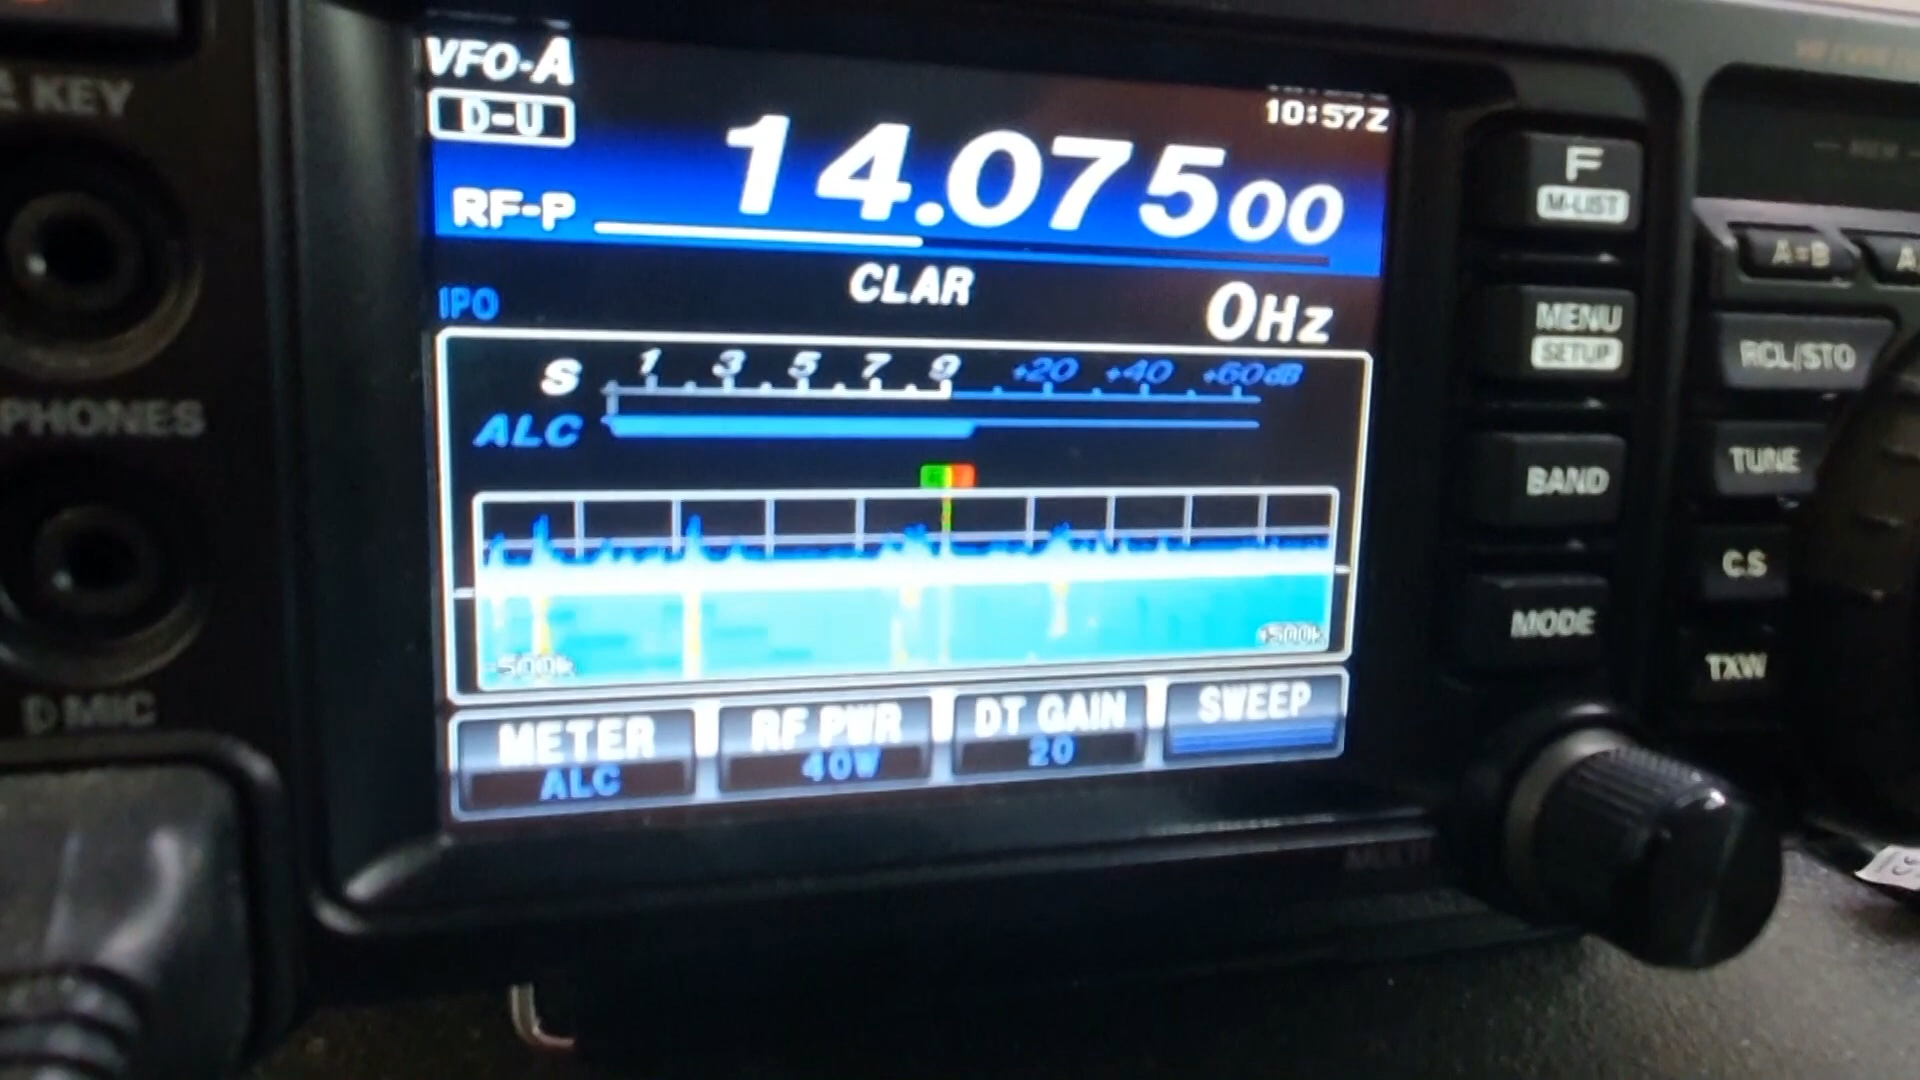 VFO-A
D-U
10:57Z
14.07500
RF-P
IPO
CLAR
0Hz
S 1 3 5 7 9 +20 +40 +60dB
ALC
-500k
+500k
METER
ALC
RF PWR
40W
DT GAIN
20
SWEEP
KEY
PHONES
D MIC
F
M-LIST
MENU
SETUP
BAND
MODE
A=B
RCL/STO
TUNE
C.S
TXW